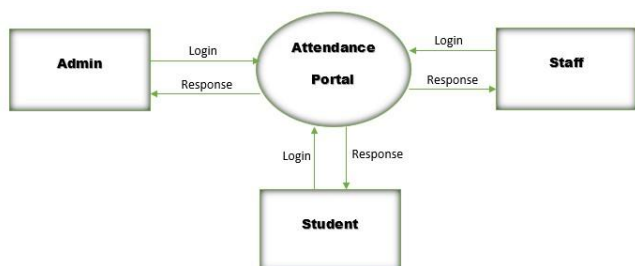 Admin
Login
Response
Attendance
Portal
Login
Response
Staff
Login
Response
Student